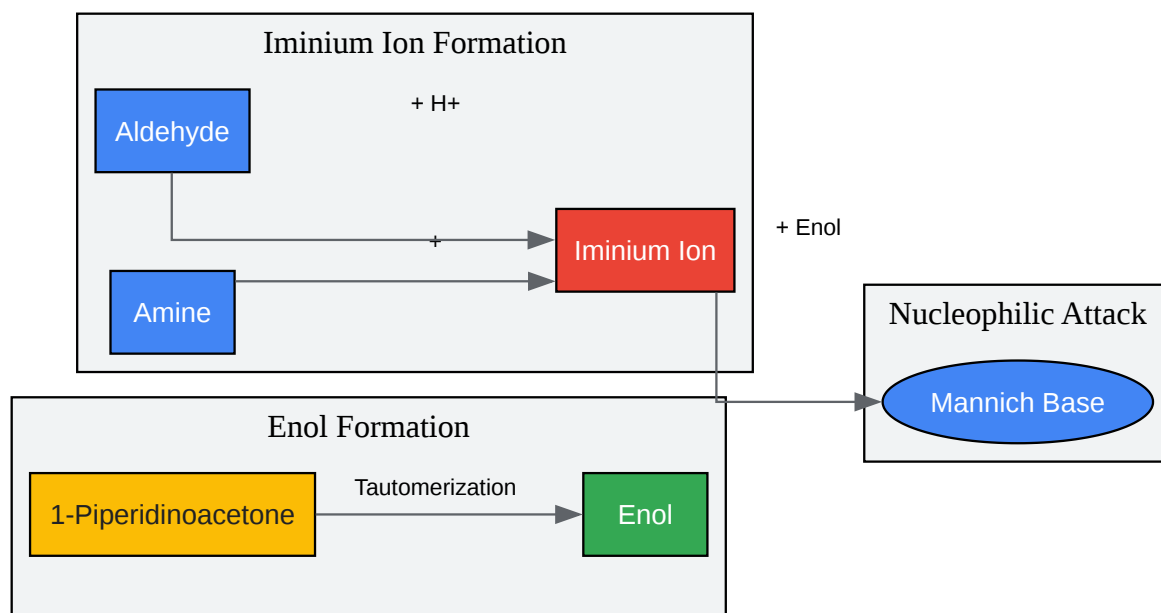 Iminium Ion Formation
Aldehyde
+ H+
+
Iminium Ion
+ Enol
Amine
Nucleophilic Attack
Mannich Base
Enol Formation
1-Piperidinoacetone
Tautomerization
Enol